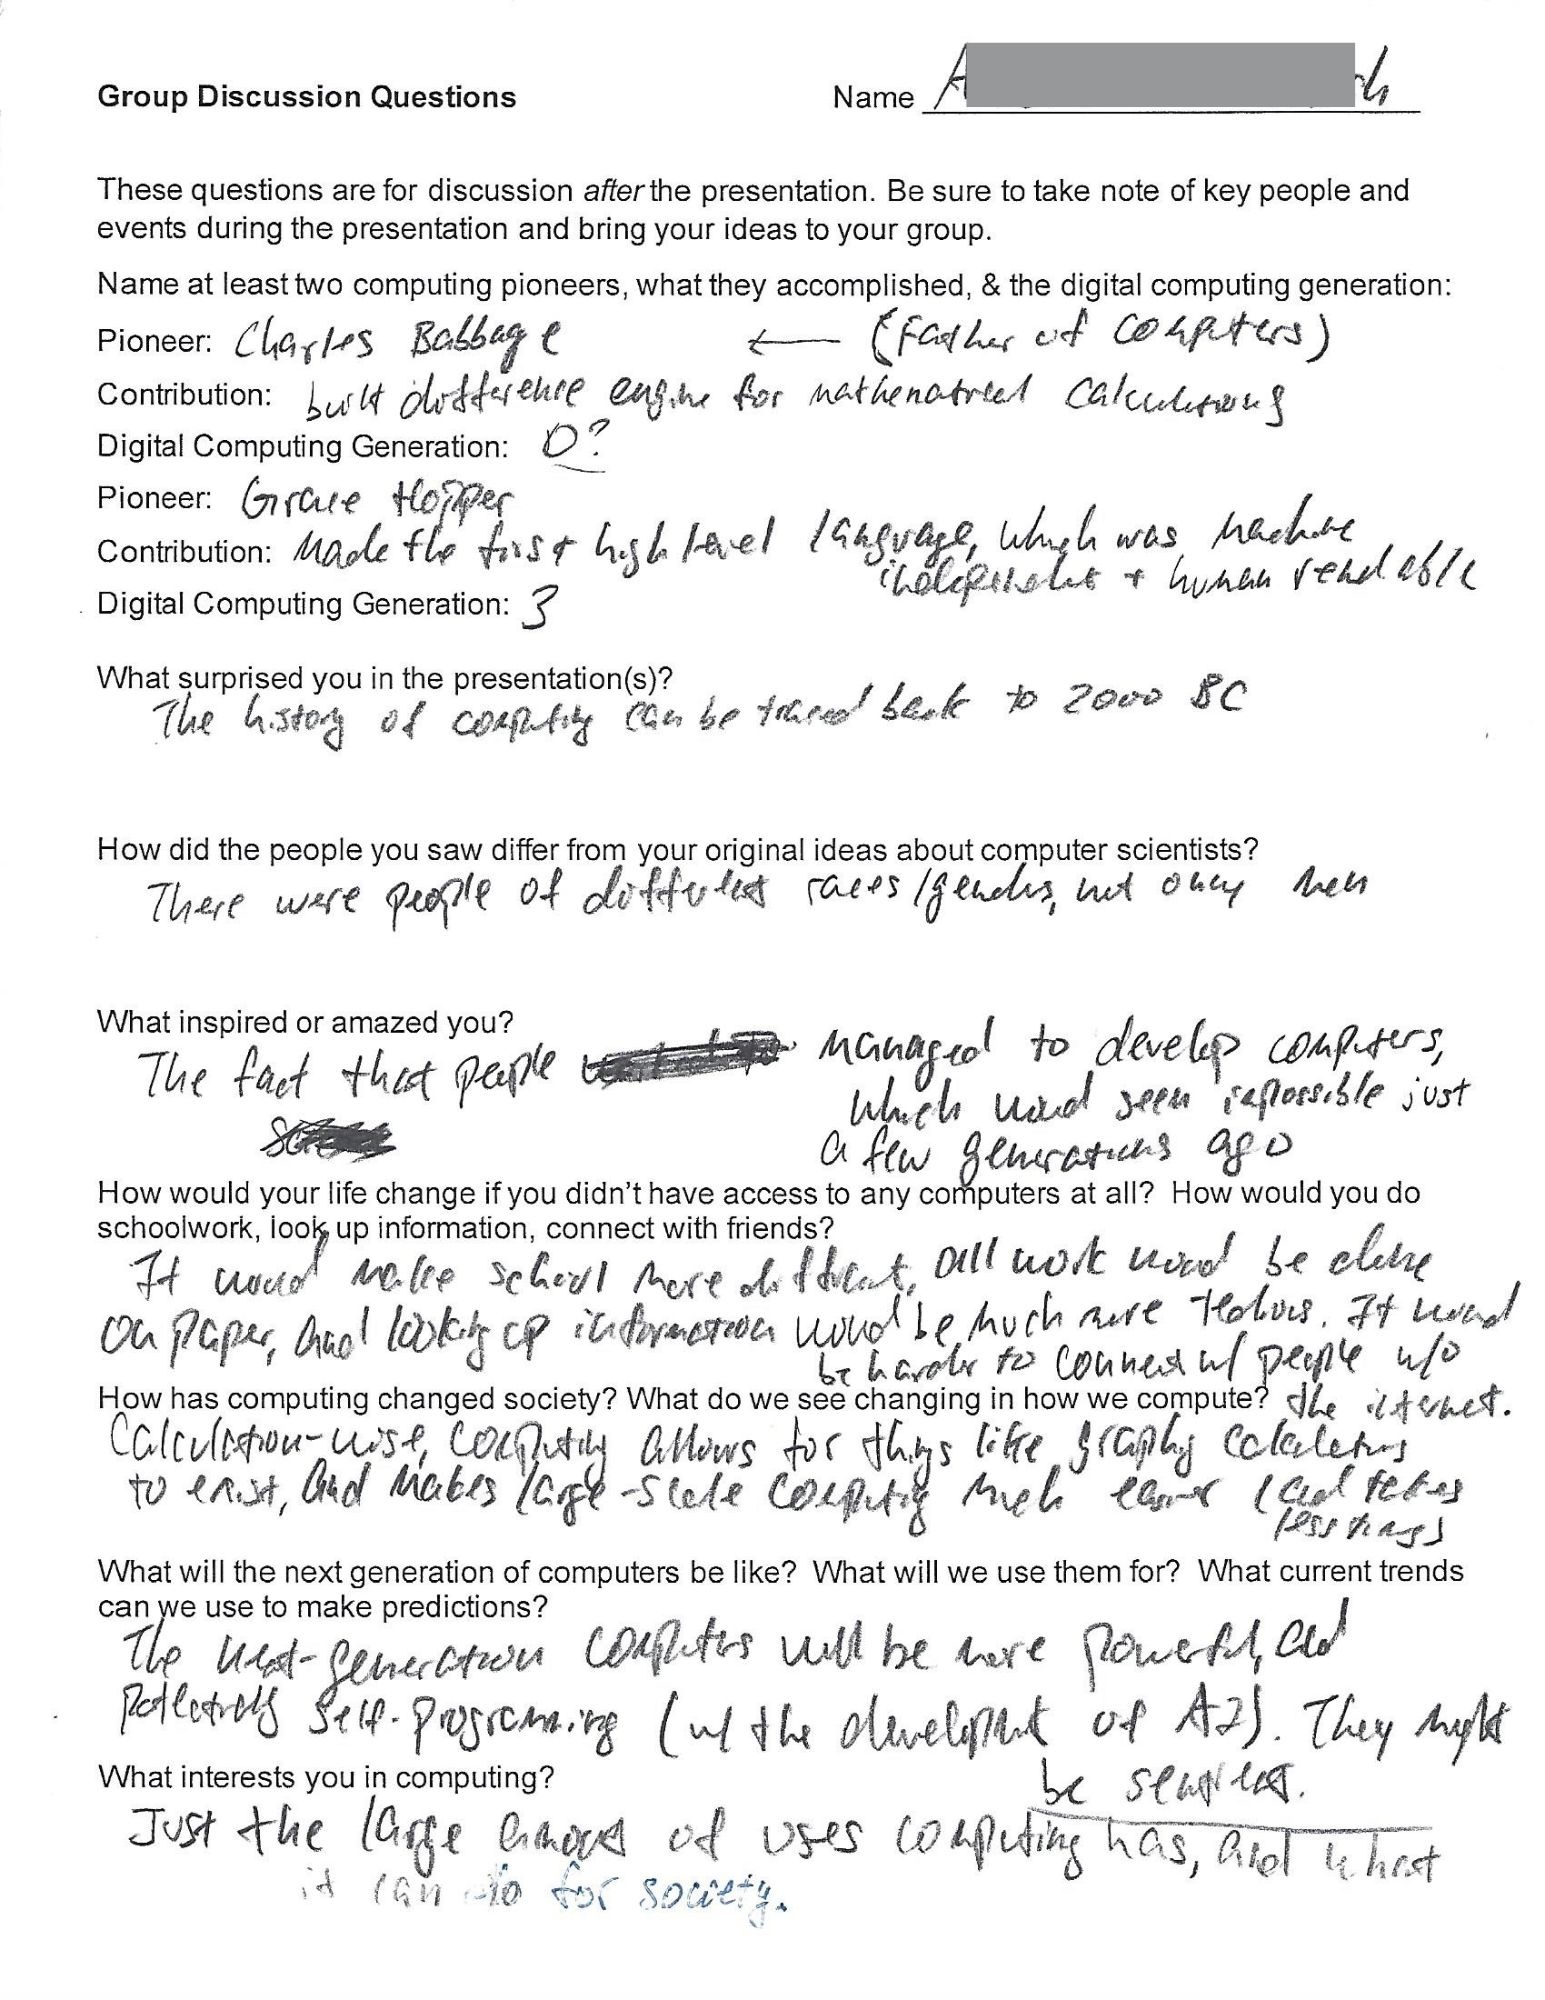 Group Discussion Questions Name A h
These questions are for discussion after the presentation. Be sure to take note of key people and
events during the presentation and bring your ideas to your group.
Name at least two computing pioneers, what they accomplished, & the digital computing generation:
Pioneer: Charles Babbage ← (Father of computers)
Contribution: built difference engine for mathematical calculations
Digital Computing Generation: 0?
Pioneer: Grace Hopper
Contribution: Made the first high level language, which was machine
independent + human readable
Digital Computing Generation: 3
What surprised you in the presentation(s)?
The history of computing can be traced back to 2000 BC
How did the people you saw differ from your original ideas about computer scientists?
There were people of different races/genders, not only men
What inspired or amazed you?
The fact that people managed to develop computers,
which would seem impossible just
a few generations ago
How would your life change if you didn't have access to any computers at all? How would you do
schoolwork, look up information, connect with friends?
It would make school more different, all work would be done
on paper, and looking up information would be much more tedious. It would
be harder to connect w/ people w/o
the internet.
How has computing changed society? What do we see changing in how we compute?
Calculation-wise, computing allows for things like graphing calculators
to exist, and makes large-scale computing much easier (and takes
less
What will the next generation of computers be like? What will we use them for? What current trends
can we use to make predictions?
The next-generation computers will be more powerful, and
potentially self-programming (w/ the development of AI). They might
be sentient.
What interests you in computing?
Just the large amount of uses computing has, and what
it can do for society.